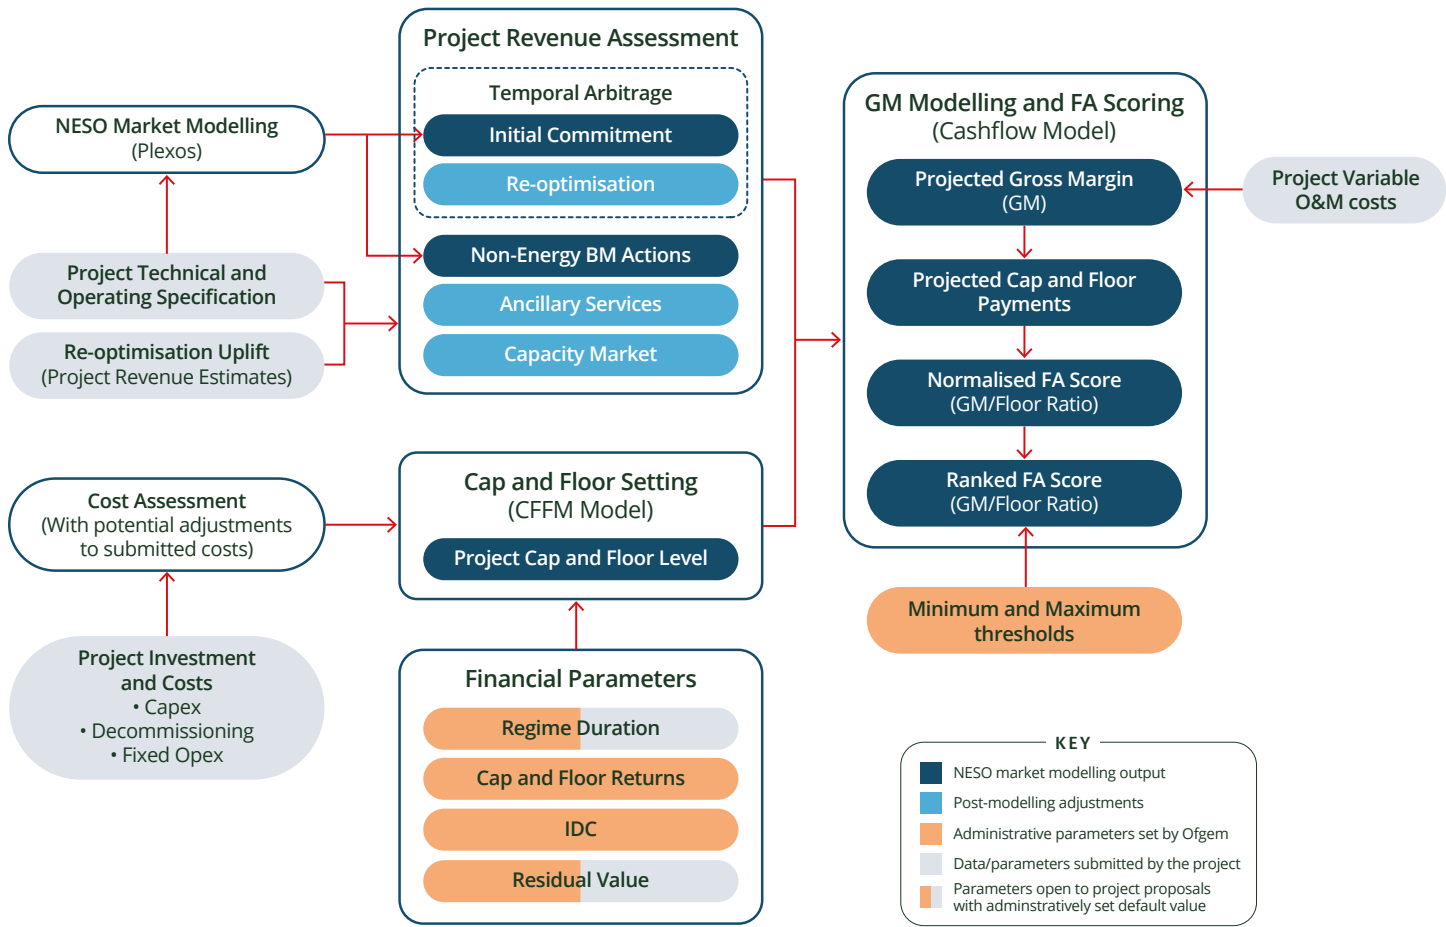 Project Revenue Assessment
Temporal Arbitrage
Initial Commitment
Re-optimisation
Non-Energy BM Actions
Ancillary Services
Capacity Market
NESO Market Modelling
(Plexos)
Project Technical and
Operating Specification
Re-optimisation Uplift
(Project Revenue Estimates)
GM Modelling and FA Scoring
(Cashflow Model)
Projected Gross Margin
(GM)
Projected Cap and Floor
Payments
Normalised FA Score
(GM/Floor Ratio)
Ranked FA Score
(GM/Floor Ratio)
Project Variable
O&M costs
Minimum and Maximum
thresholds
Cost Assessment
(With potential adjustments
to submitted costs)
Project Investment
and Costs
• Capex
• Decommissioning
• Fixed Opex
Cap and Floor Setting
(CFFM Model)
Project Cap and Floor Level
Financial Parameters
Regime Duration
Cap and Floor Returns
IDC
Residual Value
KEY
NESO market modelling output
Post-modelling adjustments
Administrative parameters set by Ofgem
Data/parameters submitted by the project
Parameters open to project proposals
with adminstratively set default value